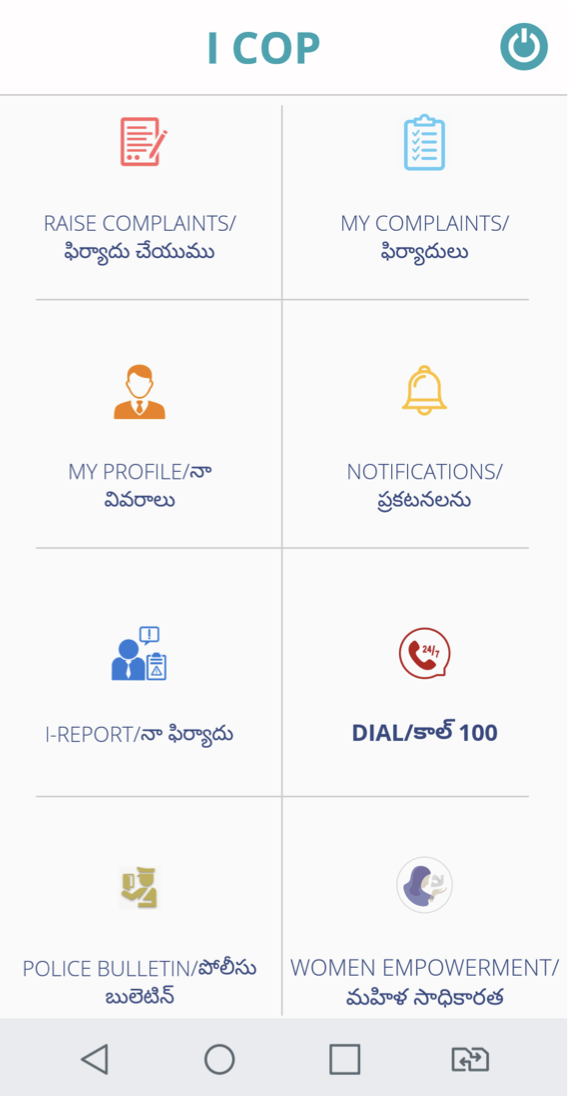 I COP
RAISE COMPLAINTS/
ఫిర్యాదు చేయుము
MY COMPLAINTS/
ఫిర్యాదులు
MY PROFILE/నా
వివరాలు
NOTIFICATIONS/
ప్రకటనలను
I-REPORT/నా ఫిర్యాదు
24/7
DIAL/కాల్ 100
POLICE BULLETIN/పోలీసు
బులెటిన్
WOMEN EMPOWERMENT/
మహిళ సాధికారత